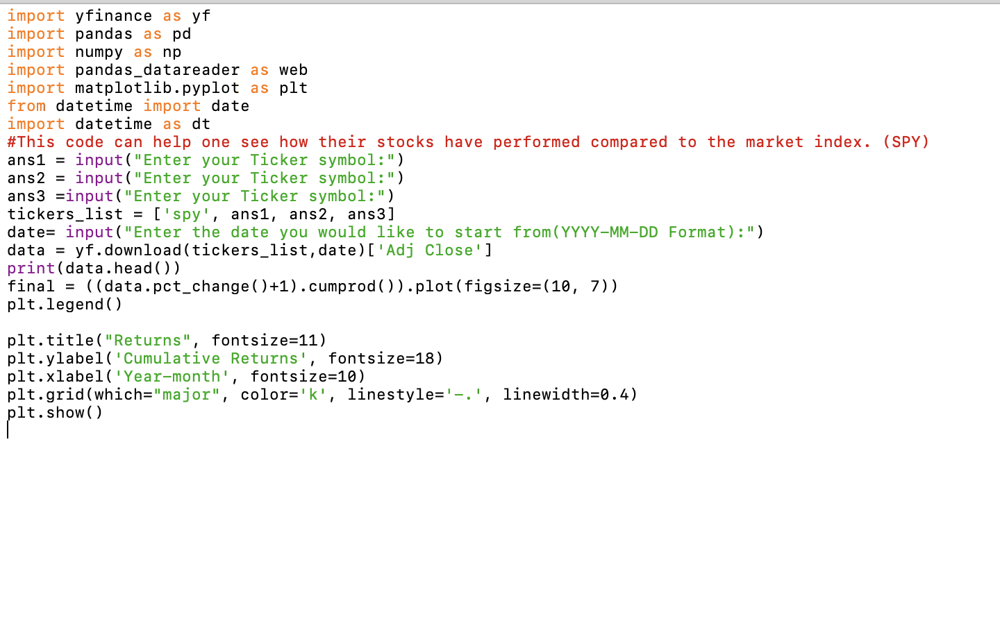 import yfinance as yf
import pandas as pd
import numpy as np
import pandas_datareader as web
import matplotlib.pyplot as plt
from datetime import date
import datetime as dt
#This code can help one see how their stocks have performed compared to the market index. (SPY)
ans1 = input("Enter your Ticker symbol:")
ans2 = input("Enter your Ticker symbol:")
ans3 =input("Enter your Ticker symbol:")
tickers_list = ['spy', ans1, ans2, ans3]
date= input("Enter the date you would like to start from(YYYY-MM-DD Format):")
data = yf.download(tickers_list,date)['Adj Close']
print(data.head())
final = ((data.pct_change()+1).cumprod()).plot(figsize=(10, 7))
plt.legend()

plt.title("Returns", fontsize=11)
plt.ylabel('Cumulative Returns', fontsize=18)
plt.xlabel('Year-month', fontsize=10)
plt.grid(which="major", color='k', linestyle='-.', linewidth=0.4)
plt.show()